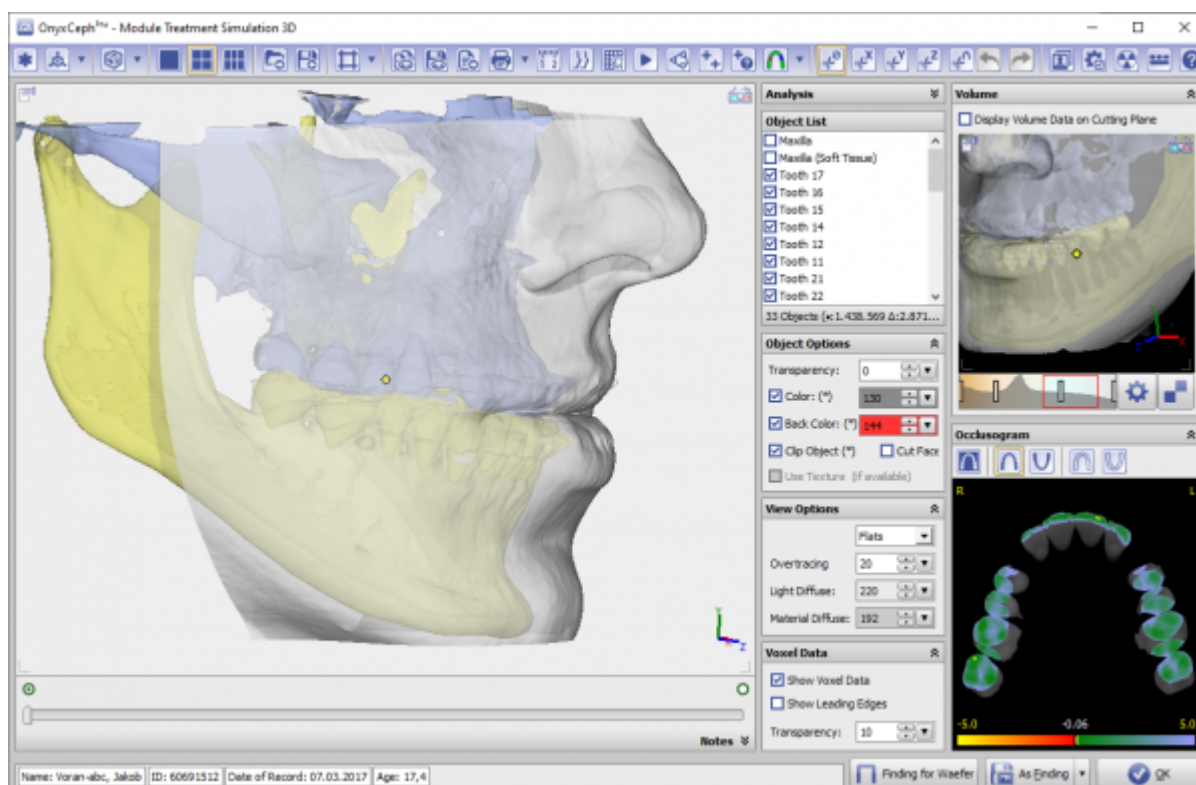 OnyxCeph³™ - Module Treatment Simulation 3D
Analysis
Object List
Maxilla
Maxilla (Soft Tissue)
Tooth 17
Tooth 16
Tooth 15
Tooth 14
Tooth 12
Tooth 11
Tooth 21
Tooth 22
33 Objects (•:1.438.569 Δ:2.871...
Object Options
Transparency: 0
Color: (*) 130
Back Color: (*) 144
Clip Object (*) Cut Face
Use Texture (if available)
View Options
Flats
Overtracing 20
Light Diffuse: 220
Material Diffuse: 192
Voxel Data
Show Voxel Data
Show Leading Edges
Transparency: 10
Volume
Display Volume Data on Cutting Plane
Z X
Occlusogram
R L
-5.0 -0.06 5.0
Y
X Z
Notes
Name: Voran-abc, Jakob ID: 60691512 Date of Record: 07.03.2017 Age: 17,4
Finding for Waefer As Finding OK